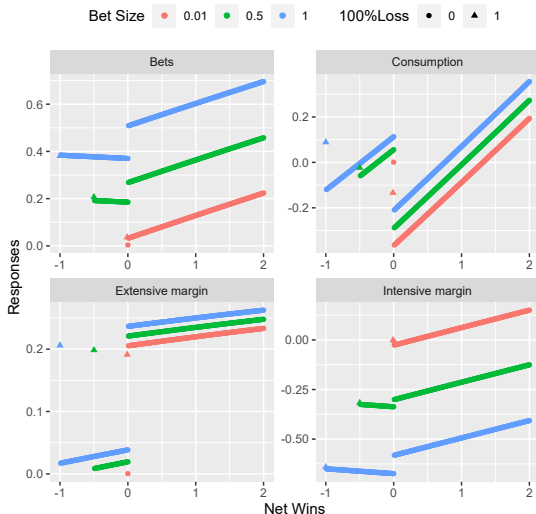 Bet Size 0.01 0.5 1 100%Loss 0 1
Bets Consumption
0.6
0.4
0.2
0.0
0.2
0.0
-0.2
-1 0 1 2 -1 0 1 2
Responses
Extensive margin Intensive margin
0.2
0.1
0.0
0.00
-0.25
-0.50
-1 0 1 2 -1 0 1 2
Net Wins